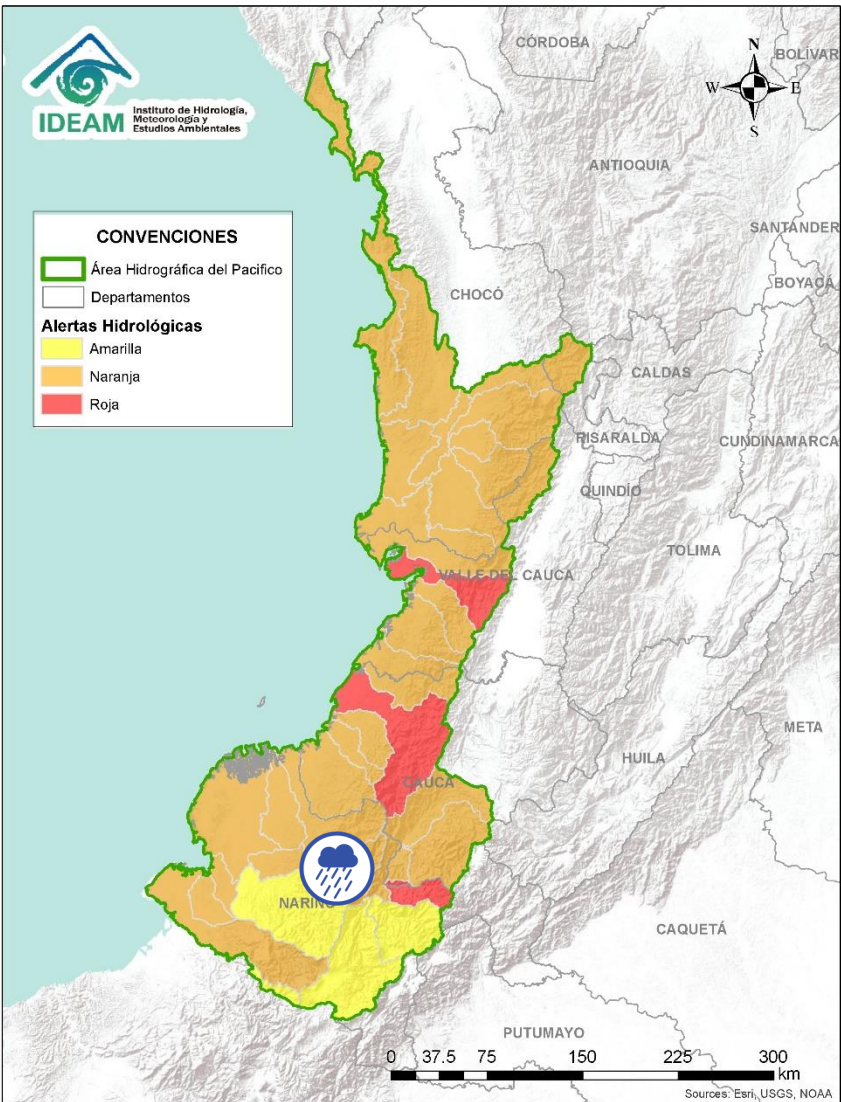 IDEAM
Instituto de Hidrología,
Meteorología y
Estudios Ambientales
CÓRDOBA
BOLÍVAR
N
W
E
S
ANTIOQUIA
SANTANDER
BOYACÁ
CONVENCIONES
Área Hidrográfica del Pacifico
Departamentos
Alertas Hidrológicas
Amarilla
Naranja
Roja
CHOCÓ
CALDAS
RISARALDA
CUNDINAMARCA
QUINDÍO
TOLIMA
VALLE DEL CAUCA
META
HUILA
CAUCA
NARIÑO
CAQUETÁ
PUTUMAYO
0 37.5 75 150 225 300
km
Sources: Esri, USGS, NOAA